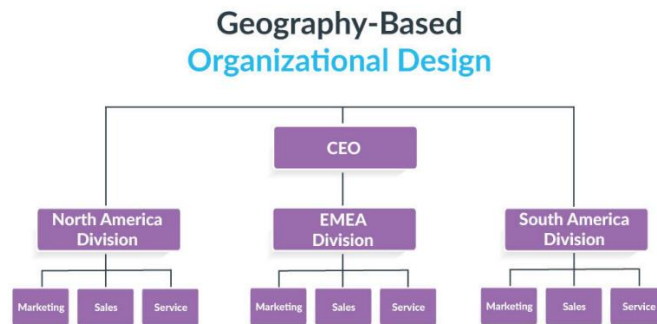 Geography-Based
Organizational Design
CEO
North America
Division
EMEA
Division
South America
Division
Marketing
Sales
Service
Marketing
Sales
Service
Marketing
Sales
Service